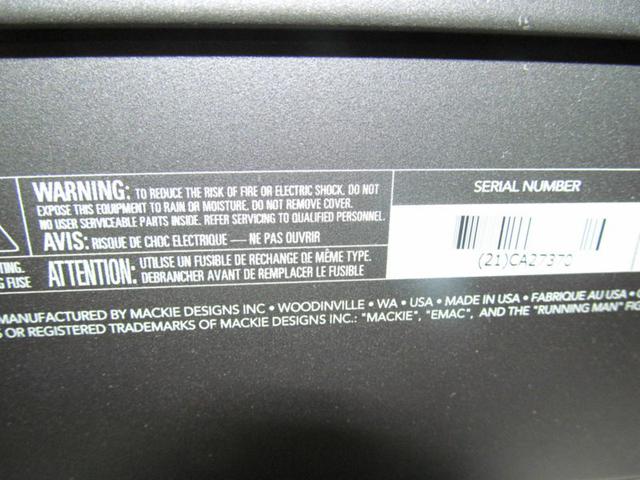 WARNING: TO REDUCE THE RISK OF FIRE OR ELECTRIC SHOCK, DO NOT
EXPOSE THIS EQUIPMENT TO RAIN OR MOISTURE. DO NOT REMOVE COVER.
NO USER SERVICEABLE PARTS INSIDE. REFER SERVICING TO QUALIFIED PERSONNEL.
AVIS: RISQUE DE CHOC ELECTRIQUE — NE PAS OUVRIR
ATTENTION: UTILISE UN FUSIBLE DE RECHANGE DE MÊME TYPE.
DEBRANCHER AVANT DE REMPLACER LE FUSIBLE
TING.
G FUSE
SERIAL NUMBER
(21)CA27370
MANUFACTURED BY MACKIE DESIGNS INC • WOODINVILLE • WA • USA • MADE IN USA • FABRIQUE AU USA •
S OR REGISTERED TRADEMARKS OF MACKIE DESIGNS INC.: "MACKIE", "EMAC", AND THE "RUNNING MAN" FIG